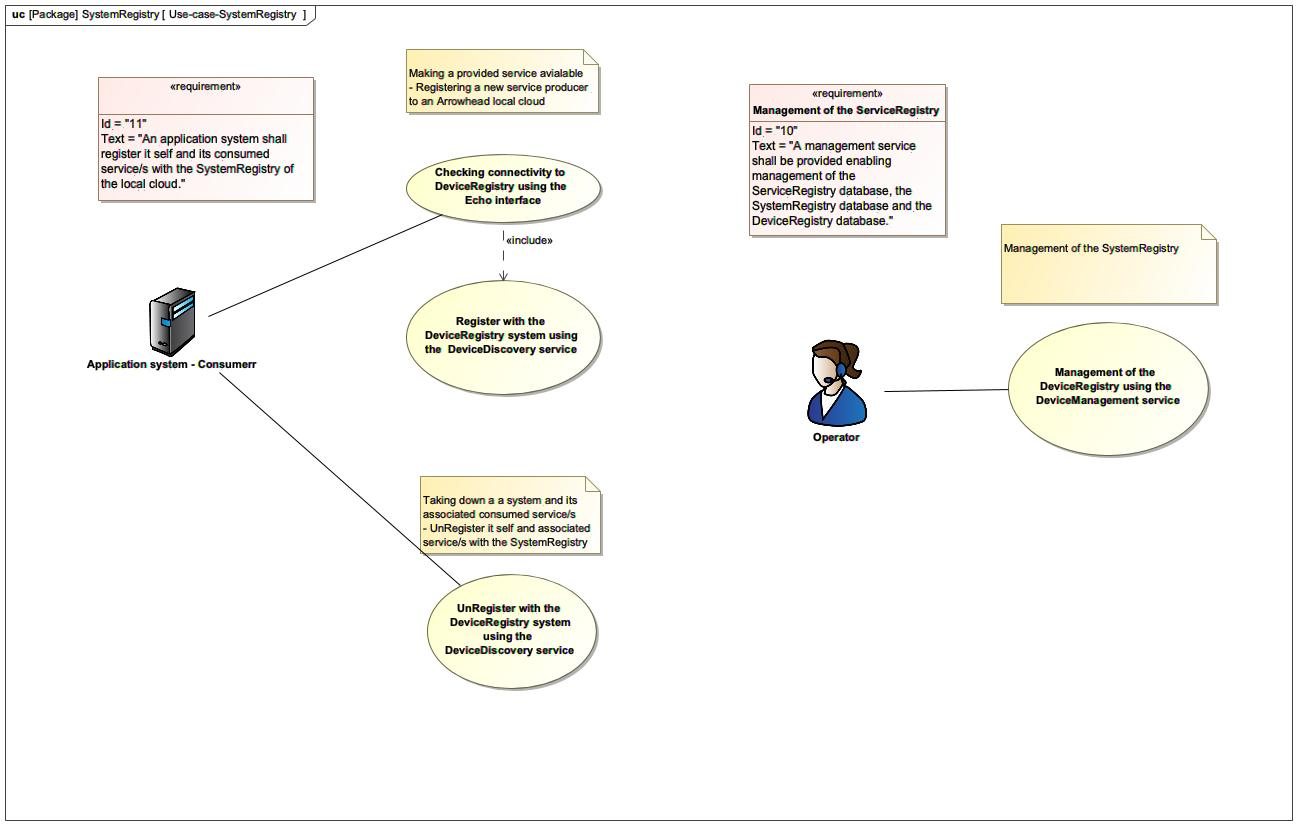 uc [Package] SystemRegistry [ Use-case-SystemRegistry ]
Making a provided service avialable
- Registering a new service producer
to an Arrowhead local cloud
«requirement»
Id = "11"
Text = "An application system shall
register it self and its consumed
service/s with the SystemRegistry of
the local cloud."
«requirement»
Management of the ServiceRegistry
Id = "10"
Text = "A management service
shall be provided enabling
management of the
ServiceRegistry database, the
SystemRegistry database and the
DeviceRegistry database."
Checking connectivity to
DeviceRegistry using the
Echo interface
«include»
Management of the SystemRegistry
Register with the
DeviceRegistry system using
the DeviceDiscovery service
Application system - Consumerr
Operator
Management of the
DeviceRegistry using the
DeviceManagement service
Taking down a a system and its
associated consumed service/s
- UnRegister it self and associated
service/s with the SystemRegistry
UnRegister with the
DeviceRegistry system
using the
DeviceDiscovery service